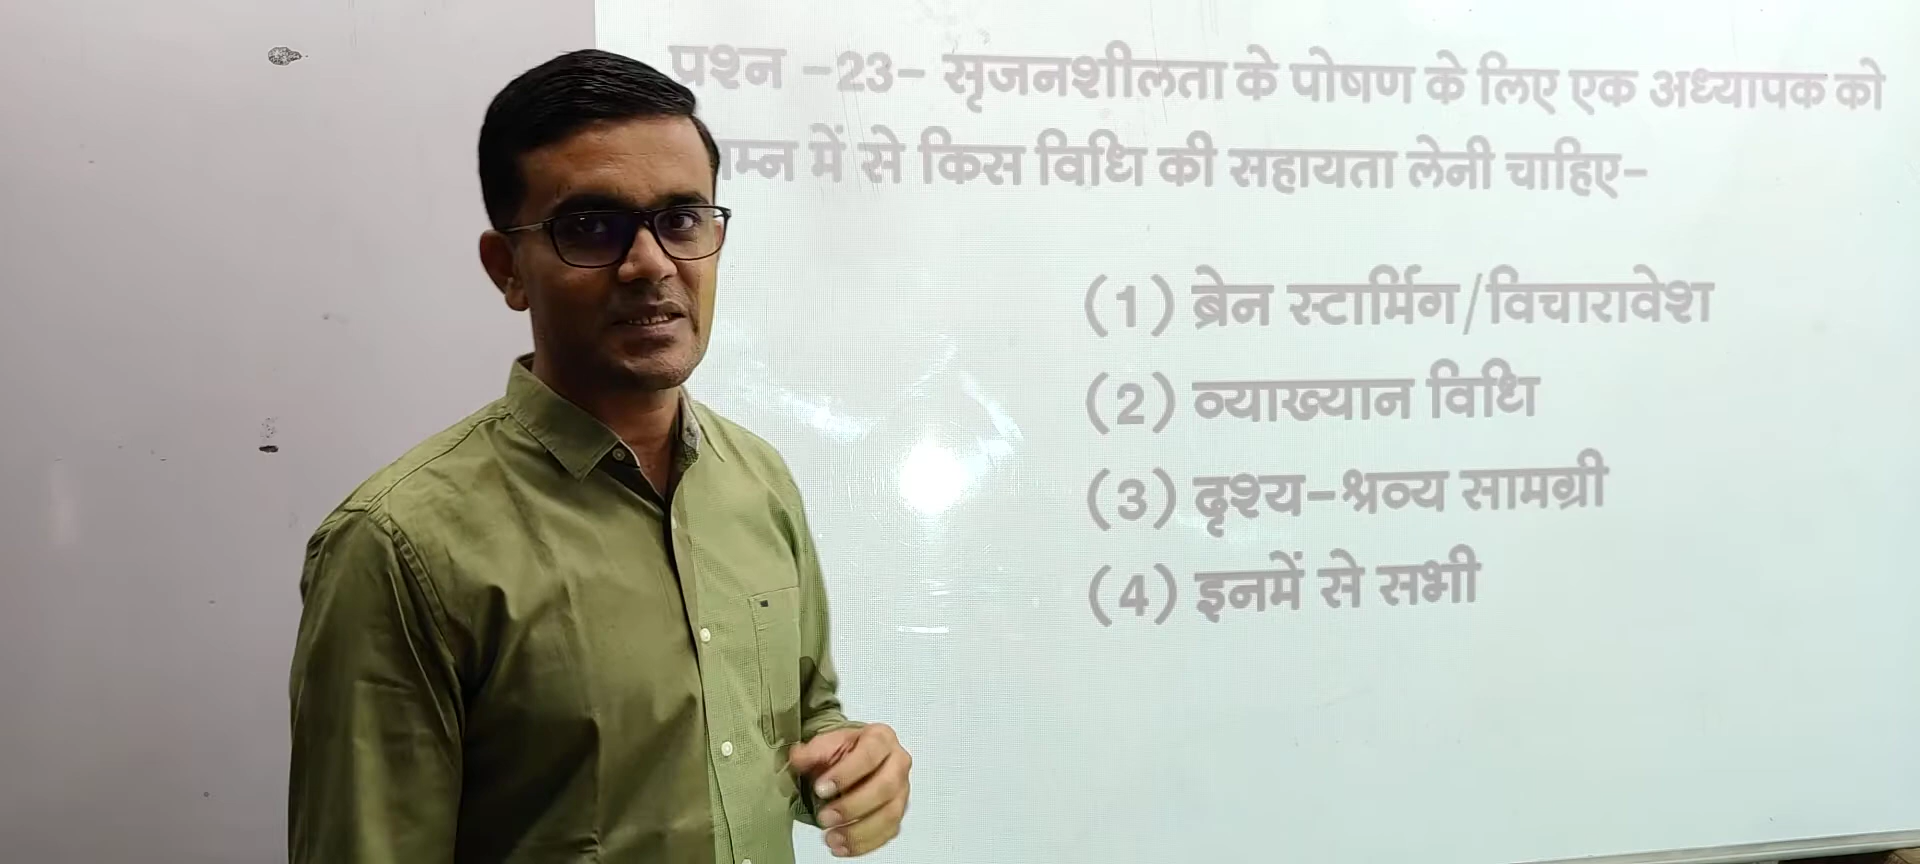 प्रश्न -23- सृजनशीलता के पोषण के लिए एक अध्यापक को
में से किस विधि की सहायता लेनी चाहिए-
(1) ब्रेन स्टार्मिग/विचारावेश
(2) व्याख्यान विधि
(3) दृश्य-श्रव्य सामग्री
(4) इनमें से सभी